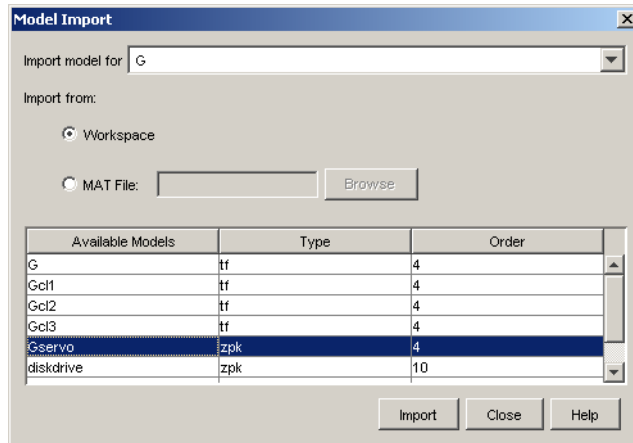 Model Import
Import model for G
Import from:
Workspace
MAT File: Browse
Available Models Type Order
G tf 4
Gcl1 tf 4
Gcl2 tf 4
Gcl3 tf 4
Gservo zpk 4
diskdrive zpk 10
Import Close Help